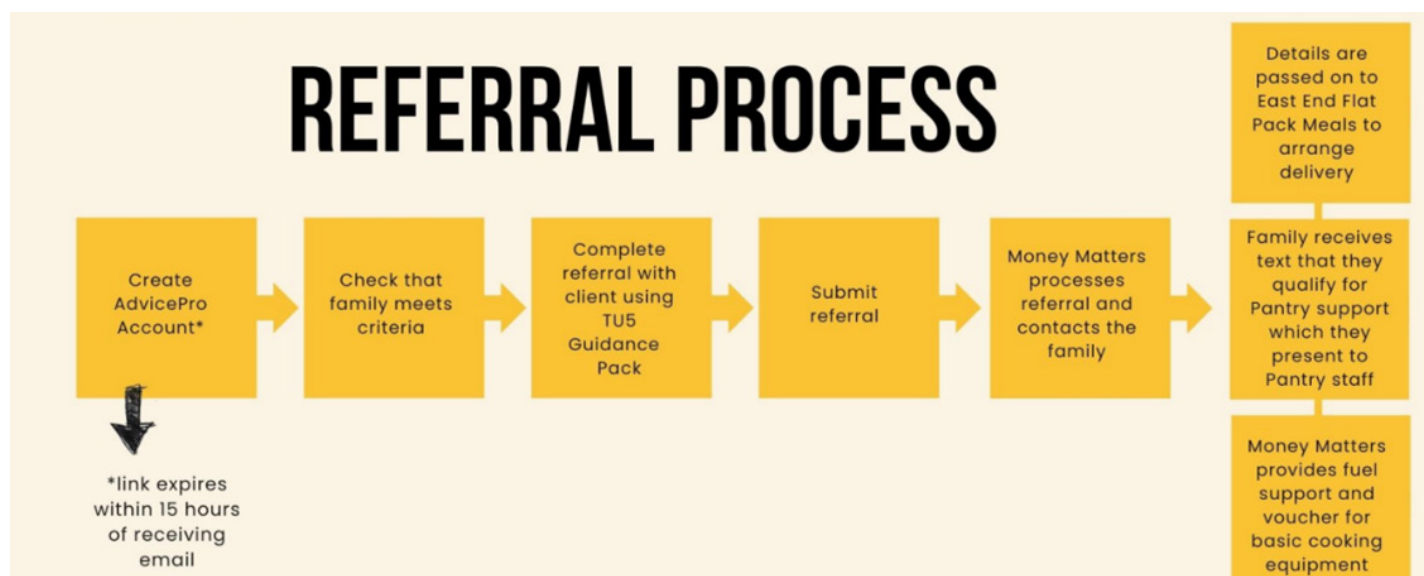 REFERRAL PROCESS
Create
AdvicePro
Account*
*link expires
within 15 hours
of receiving
email
Check that
family meets
criteria
Complete
referral with
client using
TU5
Guidance
Pack
Submit
referral
Money Matters
processes
referral and
contacts the
family
Details are
passed on to
East End Flat
Pack Meals to
arrange
delivery
Family receives
text that they
qualify for
Pantry support
which they
present to
Pantry staff
Money Matters
provides fuel
support and
voucher for
basic cooking
equipment